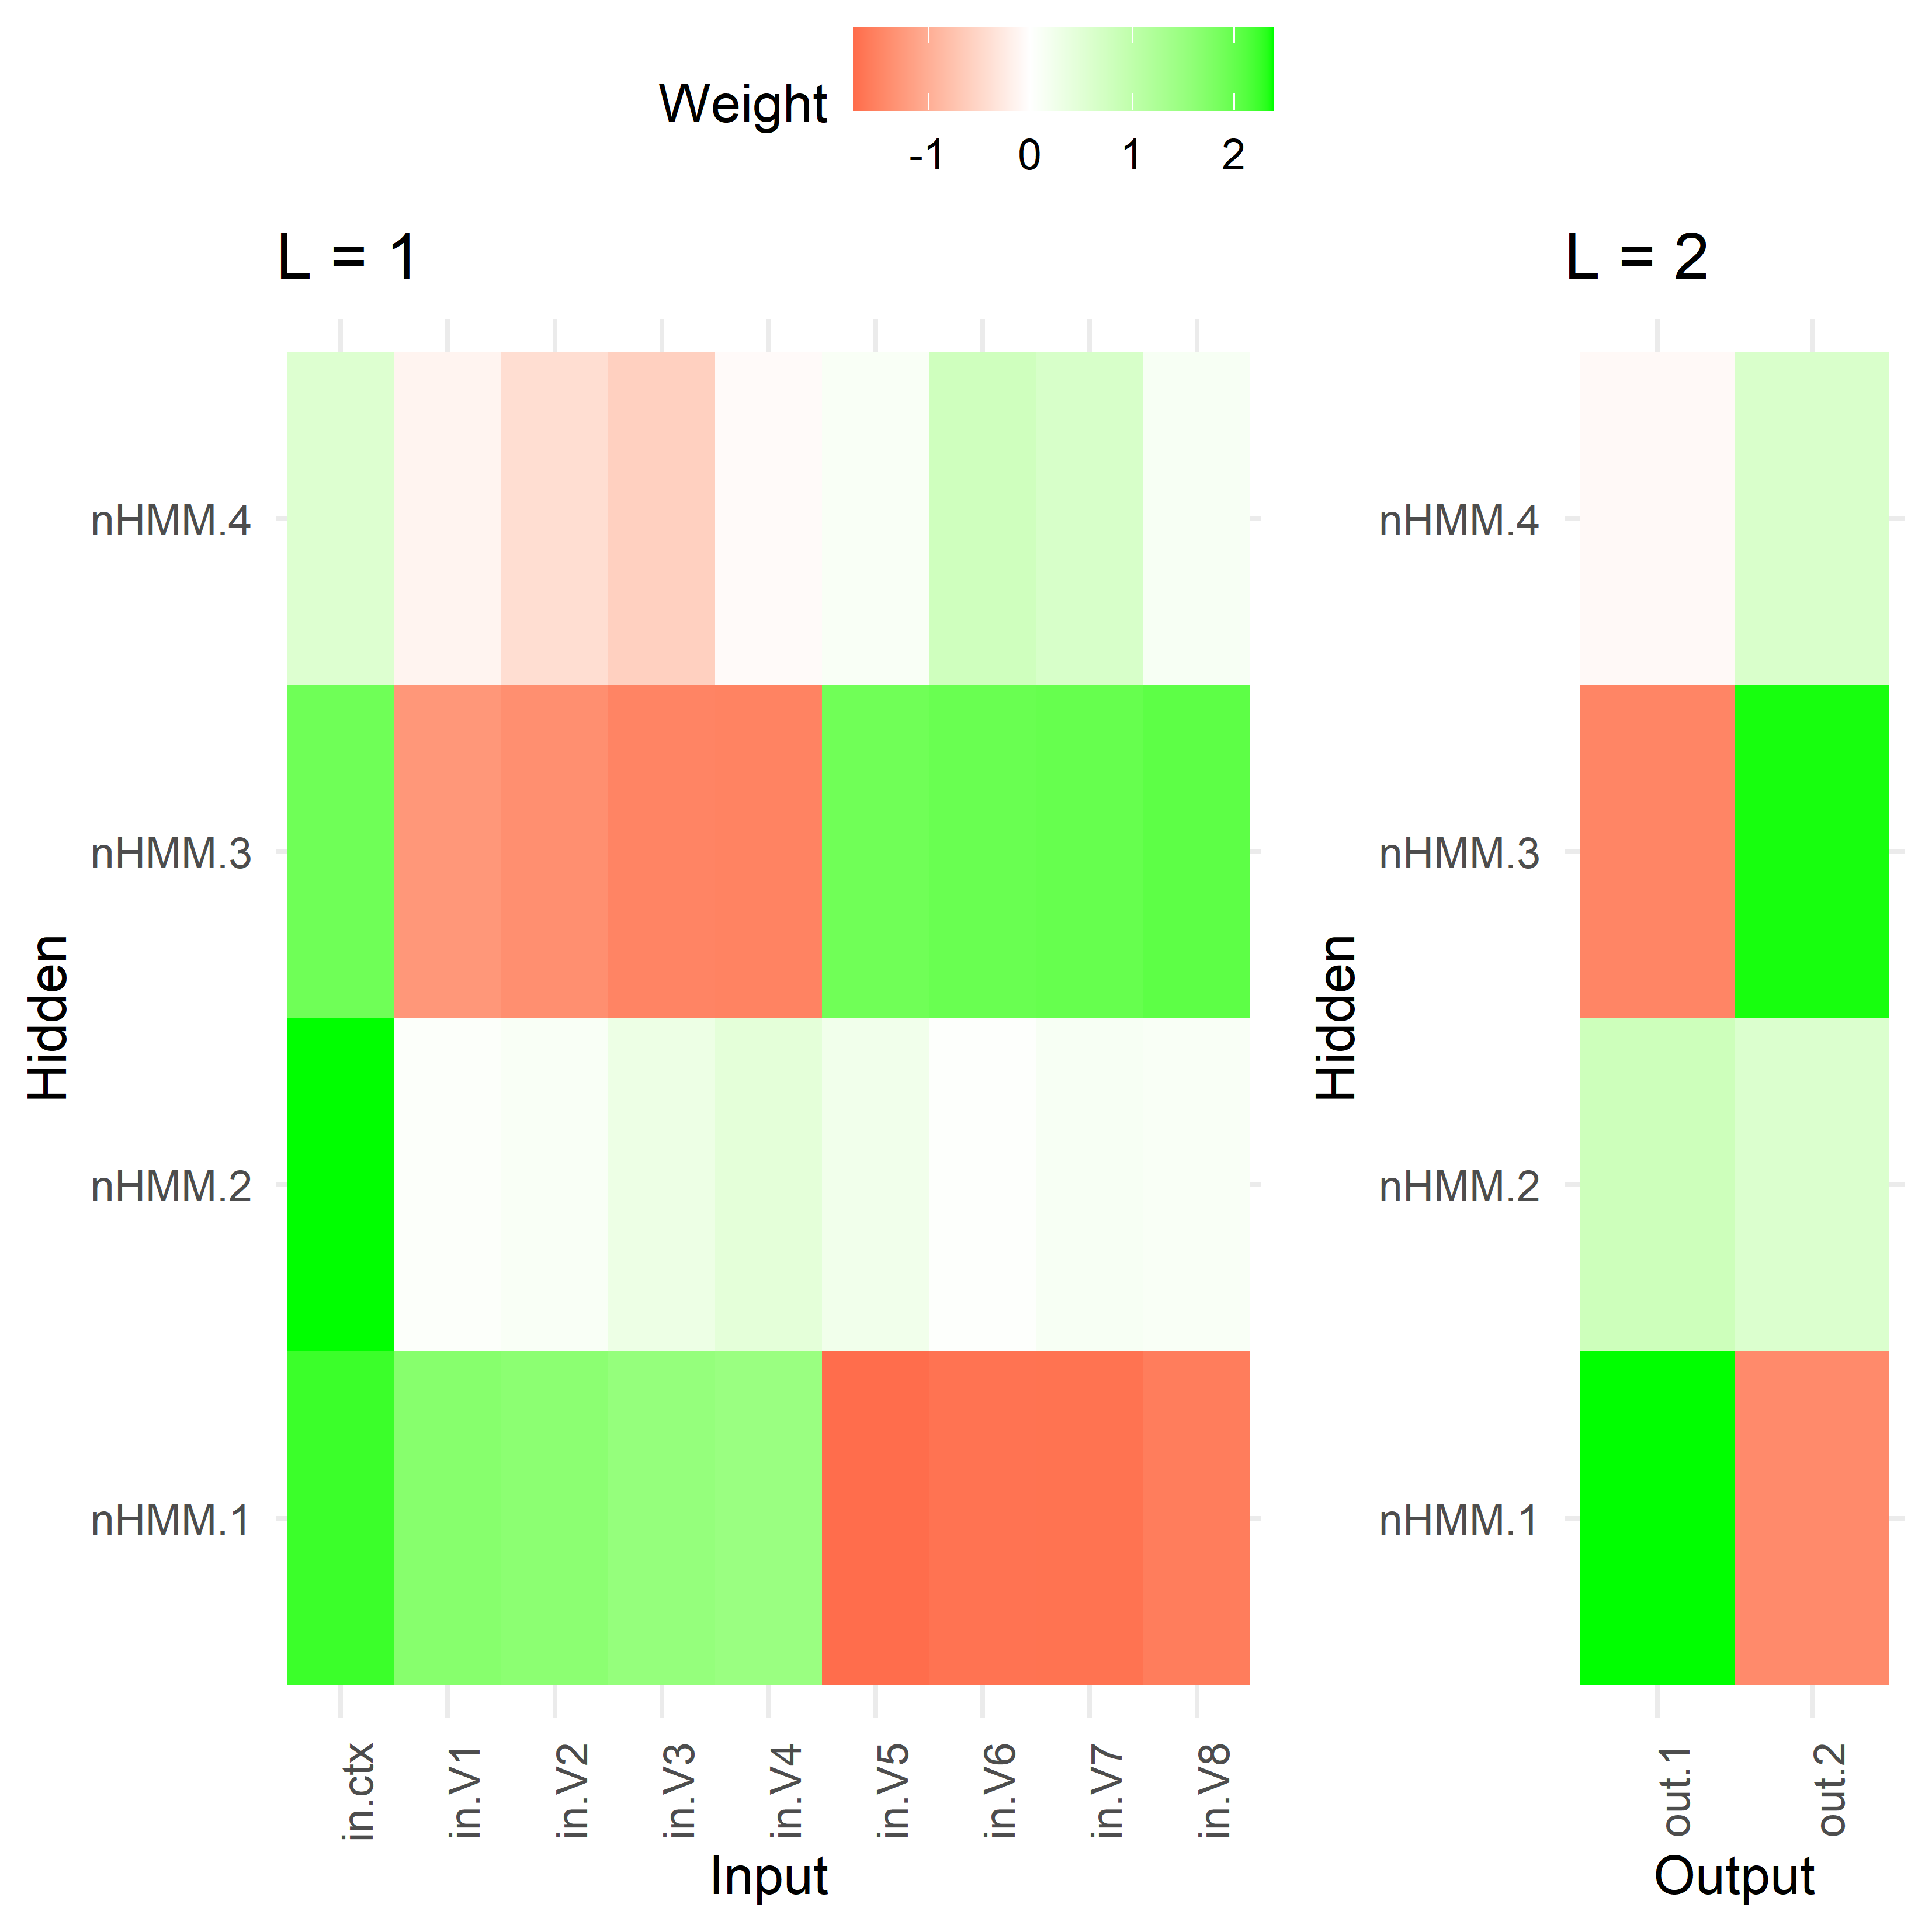 Weight
-1 0 1 2
L = 1
nHMM.4
nHMM.3
nHMM.2
nHMM.1
Hidden
in.ctx in.V1 in.V2 in.V3 in.V4 in.V5 in.V6 in.V7 in.V8
Input
L = 2
nHMM.4
nHMM.3
nHMM.2
nHMM.1
Hidden
out.1 out.2
Output